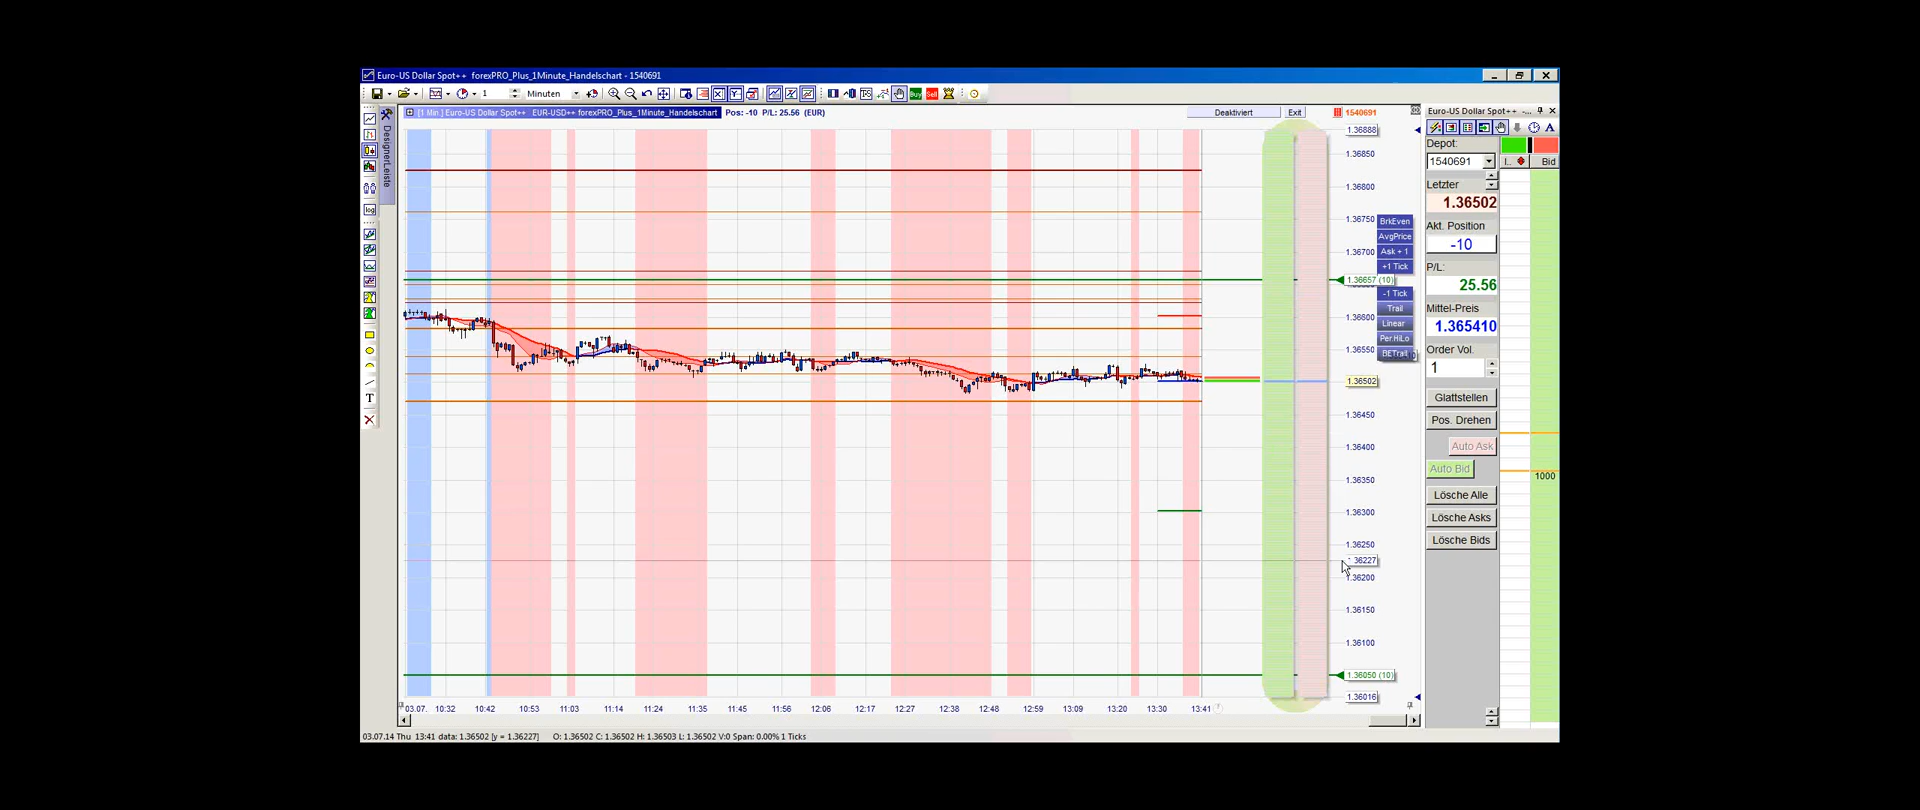 Euro-US Dollar Spot++ forexPRO_Plus_1Minute_Handelschart - 1540691
1 Minuten
Buy Sell
[1 Min] Euro-US Dollar Spot++ EUR-USD++ forexPRO_Plus_1Minute_Handelschart Pos: -10 P/L: 25.56 (EUR)
Deaktiviert Exit
1540691
DesignerLeiste
log
T
1.36888
1.36850
1.36800
1.36750
1.36700
1.36657 (10)
1.36600
1.36550
1.36502
1.36450
1.36400
1.36350
1.36300
1.36250
1.36227
1.36200
1.36150
1.36100
1.36050 (10)
1.36016
BrkEven
AvgPrice
Ask + 1
+1 Tick
-1 Tick
Trail
Linear
Per.HiLo
BETrail
Euro-US Dollar Spot++ -...
A
Depot:
1540691
Bid
Letzter
1.36502
Akt. Position
-10
P/L:
25.56
Mittel-Preis
1.365410
Order Vol.
1
Glattstellen
Pos. Drehen
Auto Ask
Auto Bid
1000
Lösche Alle
Lösche Asks
Lösche Bids
03.07. 10:32 10:42 10:53 11:03 11:14 11:24 11:35 11:45 11:56 12:06 12:17 12:27 12:38 12:48 12:59 13:09 13:20 13:30 13:41
03.07.14 Thu 13:41 data: 1.36502 [y = 1.36227] O: 1.36502 C: 1.36502 H: 1.36503 L: 1.36502 V:0 Span: 0.00% 1 Ticks